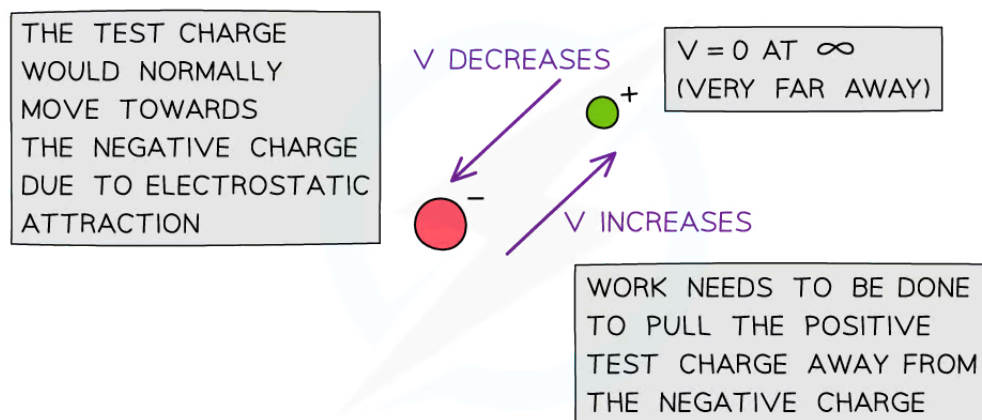 THE TEST CHARGE
WOULD NORMALLY
MOVE TOWARDS
THE NEGATIVE CHARGE
DUE TO ELECTROSTATIC
ATTRACTION
V DECREASES
+
V = 0 AT ∞
(VERY FAR AWAY)
−
V INCREASES
WORK NEEDS TO BE DONE
TO PULL THE POSITIVE
TEST CHARGE AWAY FROM
THE NEGATIVE CHARGE